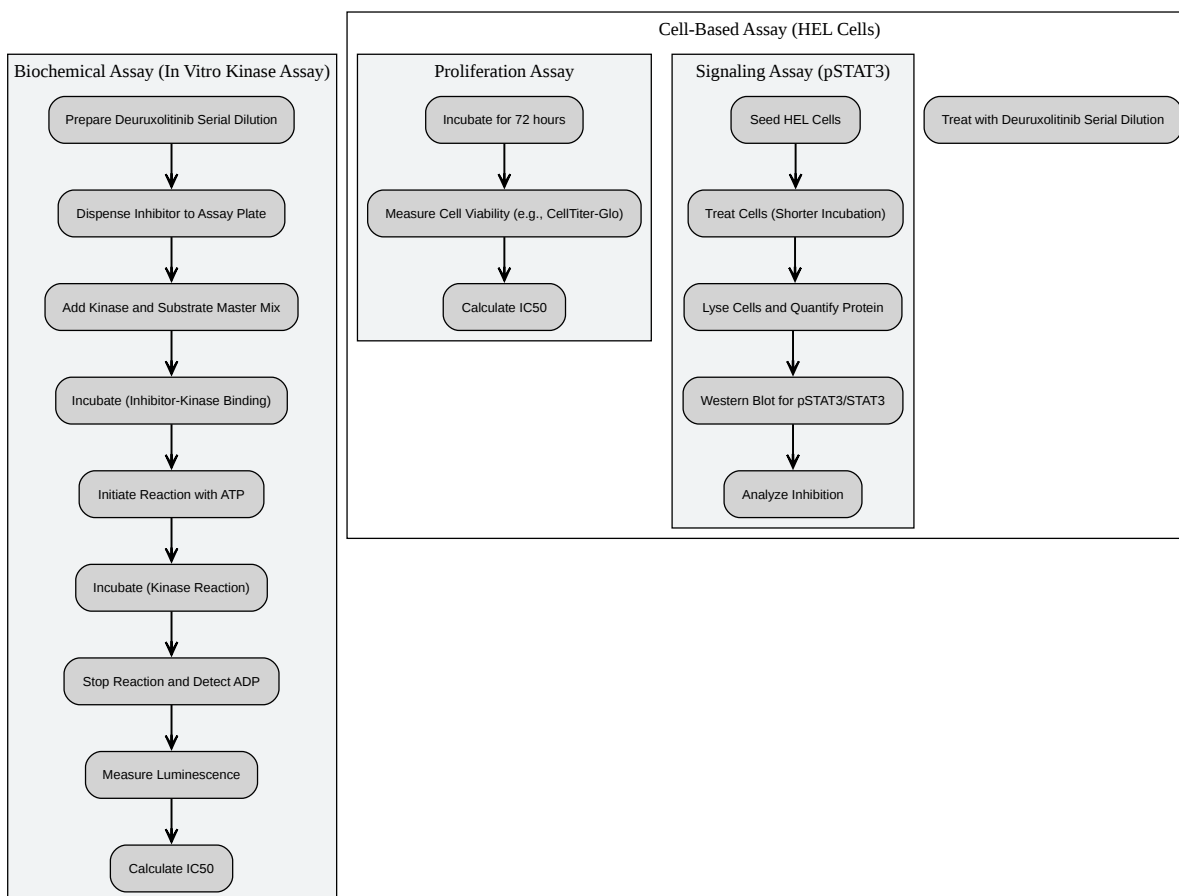 Biochemical Assay (In Vitro Kinase Assay)
Prepare Deuruxolitinib Serial Dilution
Dispense Inhibitor to Assay Plate
Add Kinase and Substrate Master Mix
Incubate (Inhibitor-Kinase Binding)
Initiate Reaction with ATP
Incubate (Kinase Reaction)
Stop Reaction and Detect ADP
Measure Luminescence
Calculate IC50
Cell-Based Assay (HEL Cells)
Proliferation Assay
Incubate for 72 hours
Measure Cell Viability (e.g., CellTiter-Glo)
Calculate IC50
Signaling Assay (pSTAT3)
Seed HEL Cells
Treat Cells (Shorter Incubation)
Lyse Cells and Quantify Protein
Western Blot for pSTAT3/STAT3
Analyze Inhibition
Treat with Deuruxolitinib Serial Dilution